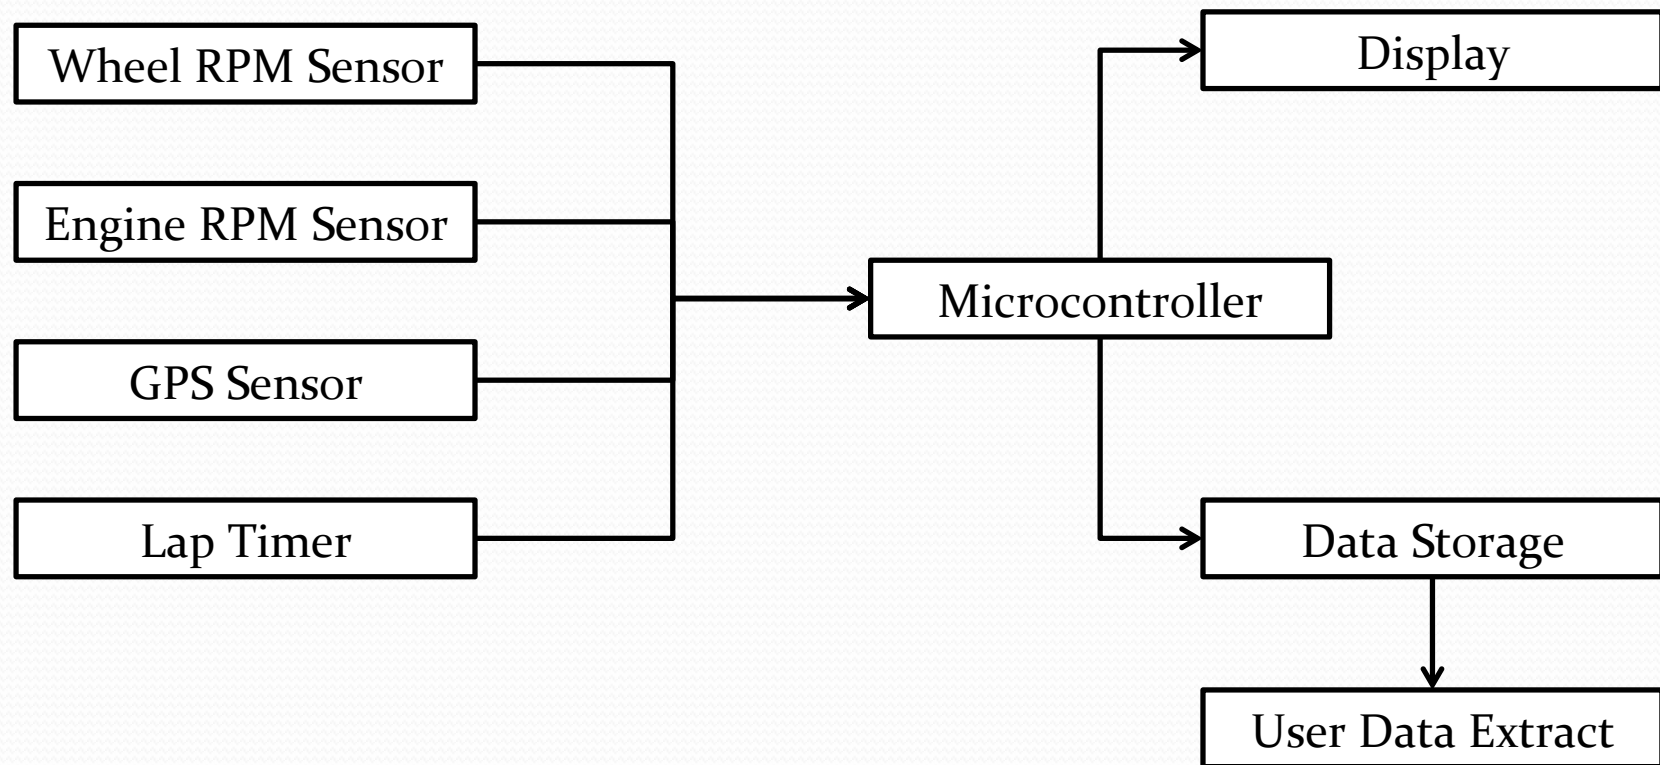 Wheel RPM Sensor
Engine RPM Sensor
GPS Sensor
Lap Timer
Microcontroller
Display
Data Storage
User Data Extract